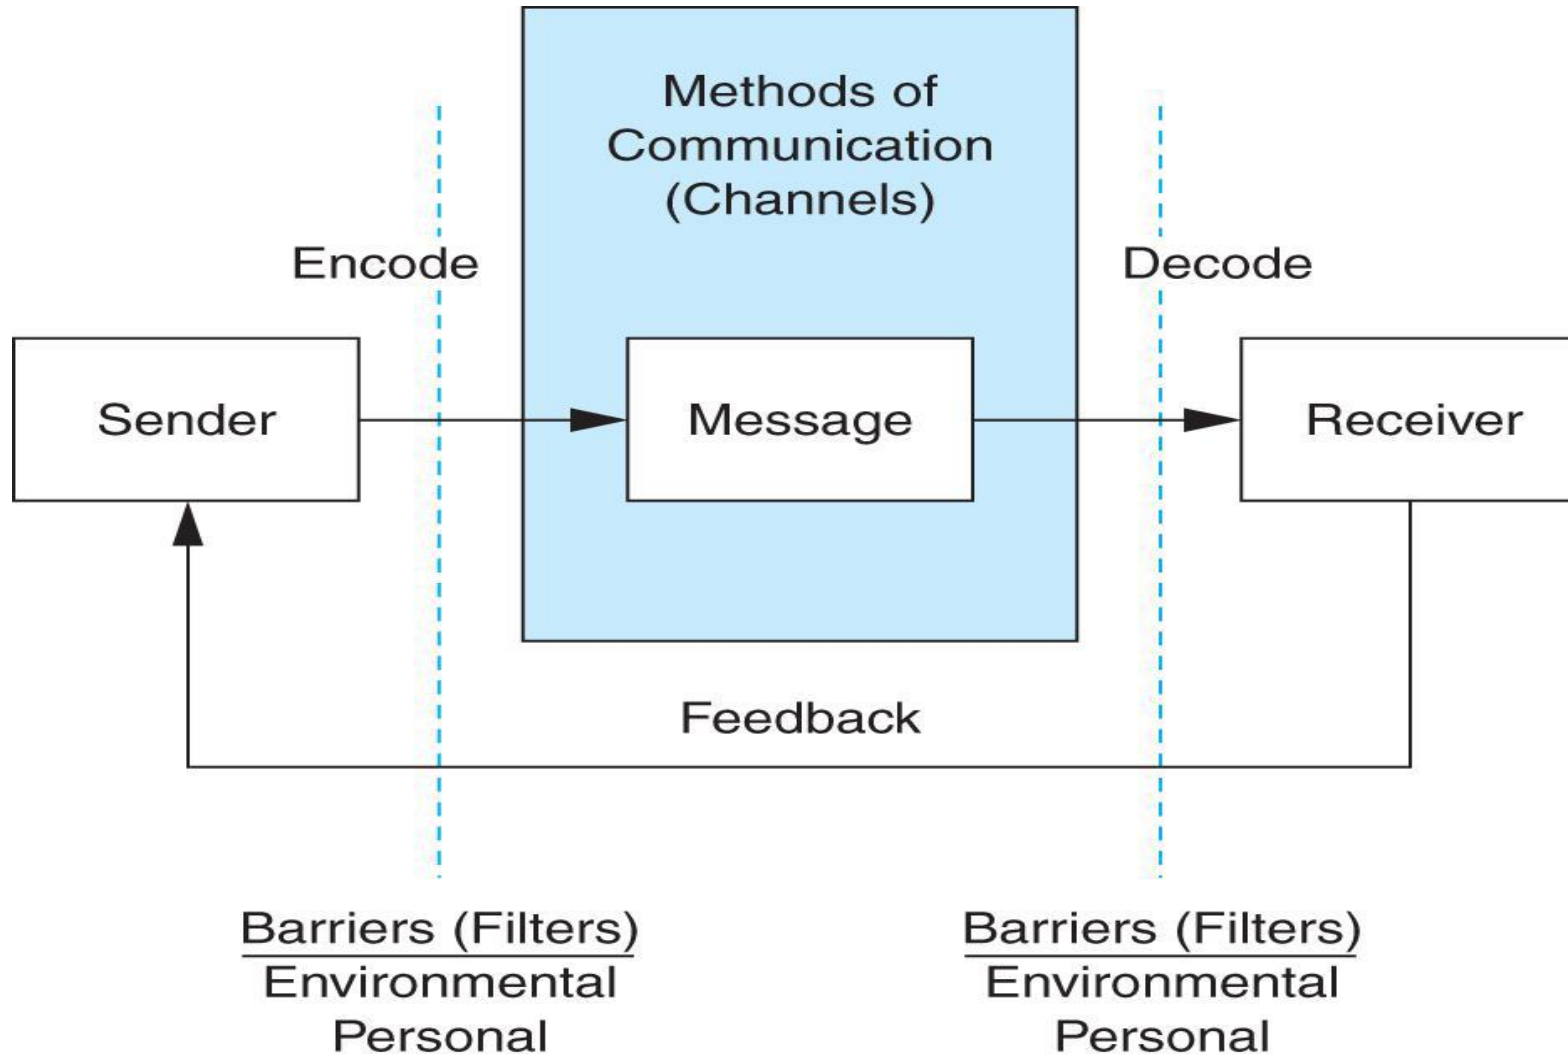 Methods of
Communication
(Channels)
Encode
Decode
Sender
Message
Receiver
Feedback
Barriers (Filters)
Environmental
Personal
Barriers (Filters)
Environmental
Personal